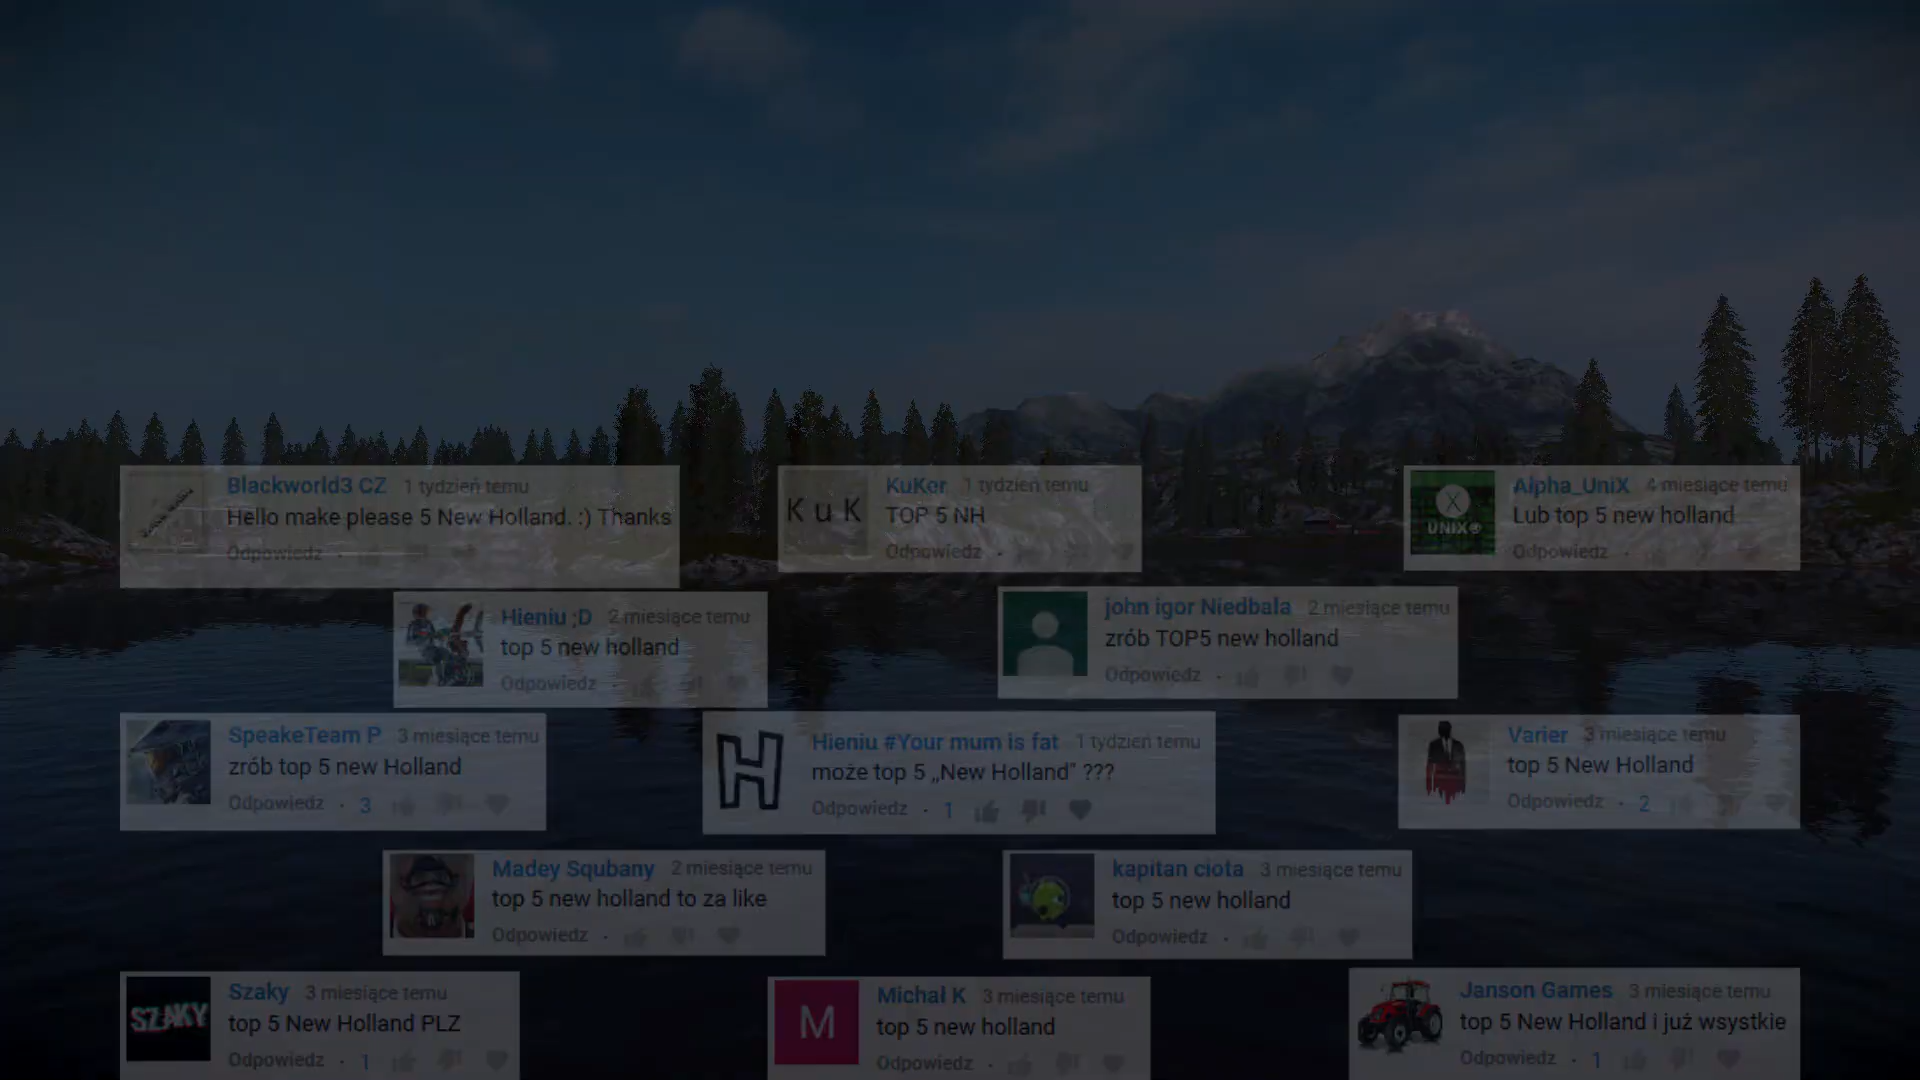 Blackworld3 CZ 1 tydzień temu
Hello make please 5 New Holland. :) Thanks
Odpowiedz
K u K
KuKer 1 tydzień temu
TOP 5 NH
Odpowiedz
UNIX®
Alpha_UniX 4 miesiące temu
Lub top 5 new holland
Odpowiedz
Hieniu ;D 2 miesiące temu
top 5 new holland
Odpowiedz
john igor Niedbala 2 miesiące temu
zrób TOP5 new holland
Odpowiedz
SpeakeTeam P 3 miesiące temu
zrób top 5 new Holland
Odpowiedz · 3
H
Hieniu #Your mum is fat 1 tydzień temu
może top 5 „New Holland" ???
Odpowiedz · 1
Varier 3 miesiące temu
top 5 New Holland
Odpowiedz · 2
Madey Squbany 2 miesiące temu
top 5 new holland to za like
Odpowiedz
kapitan ciota 3 miesiące temu
top 5 new holland
Odpowiedz
SZAKY
Szaky 3 miesiące temu
top 5 New Holland PLZ
Odpowiedz · 1
M
Michał K 3 miesiące temu
top 5 new holland
Odpowiedz
Janson Games 3 miesiące temu
top 5 New Holland i już wsystkie
Odpowiedz · 1